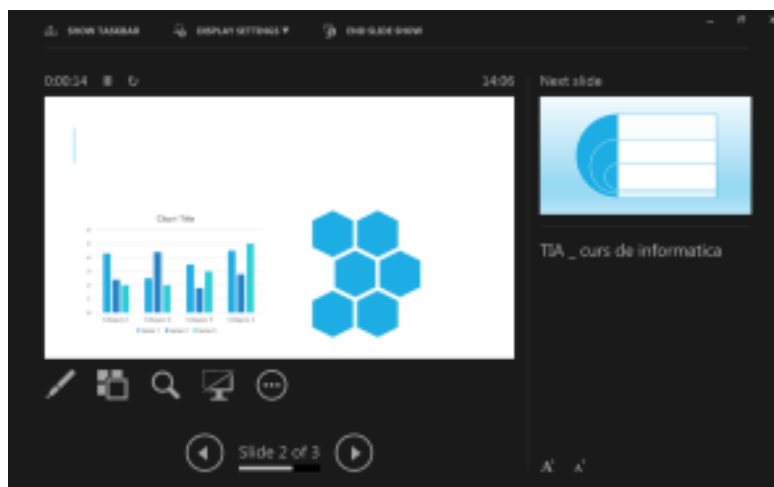 SHOW TASKBAR DISPLAY SETTINGS ▼ END SLIDE SHOW
0:00:14 14:06 Next slide
Chart Title
TIA _ curs de informatica
Slide 2 of 3
A A